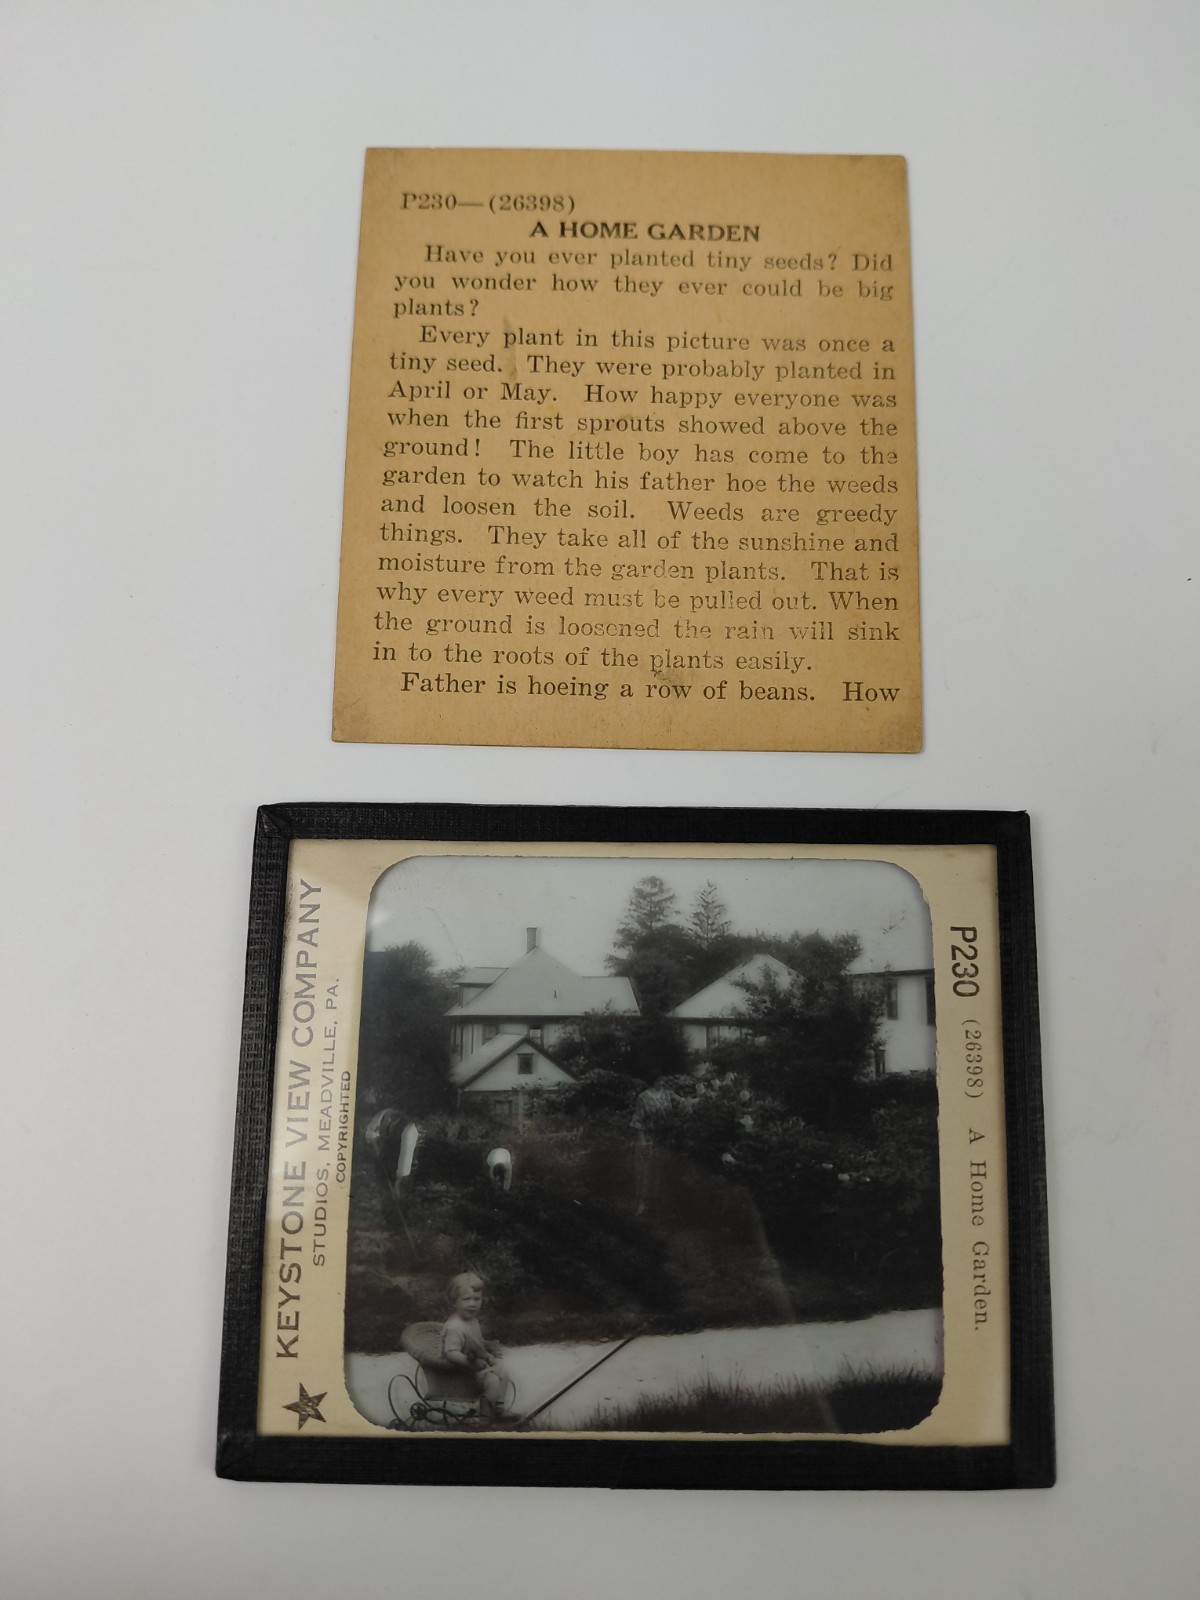 P230—(26398)
A HOME GARDEN
Have you ever planted tiny seeds? Did
you wonder how they ever could be big
plants?
Every plant in this picture was once a
tiny seed. They were probably planted in
April or May. How happy everyone was
when the first sprouts showed above the
ground! The little boy has come to the
garden to watch his father hoe the weeds
and loosen the soil. Weeds are greedy
things. They take all of the sunshine and
moisture from the garden plants. That is
why every weed must be pulled out. When
the ground is loosened the rain will sink
in to the roots of the plants easily.
Father is hoeing a row of beans. How
KEYSTONE VIEW COMPANY
STUDIOS, MEADVILLE, PA.
COPYRIGHTED
P230 (26398) A Home Garden.